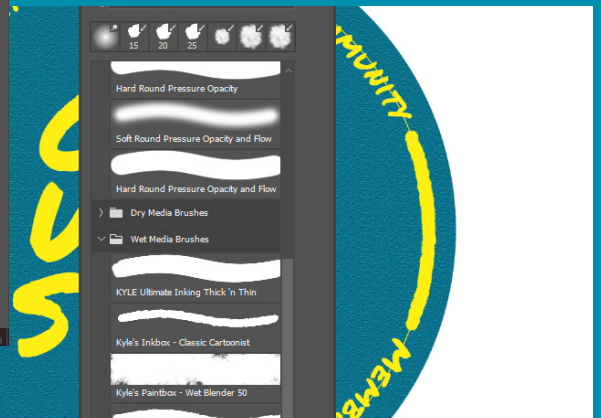 15 20 25
Hard Round Pressure Opacity
Soft Round Pressure Opacity and Flow
Hard Round Pressure Opacity and Flow
Dry Media Brushes
Wet Media Brushes
KYLE Ultimate Inking Thick 'n Thin
Kyle's Inkbox - Classic Cartoonist
Kyle's Paintbox - Wet Blender 50
MUNITY
MEMB